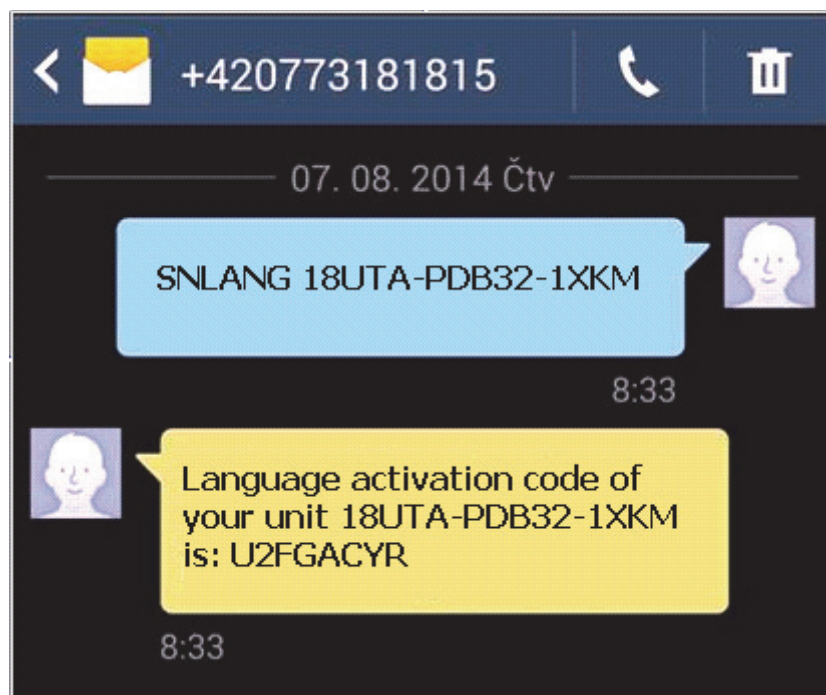 +420773181815
07. 08. 2014 Čtv
SNLANG 18UTA-PDB32-1XKM
8:33
Language activation code of
your unit 18UTA-PDB32-1XKM
is: U2FGACYR
8:33